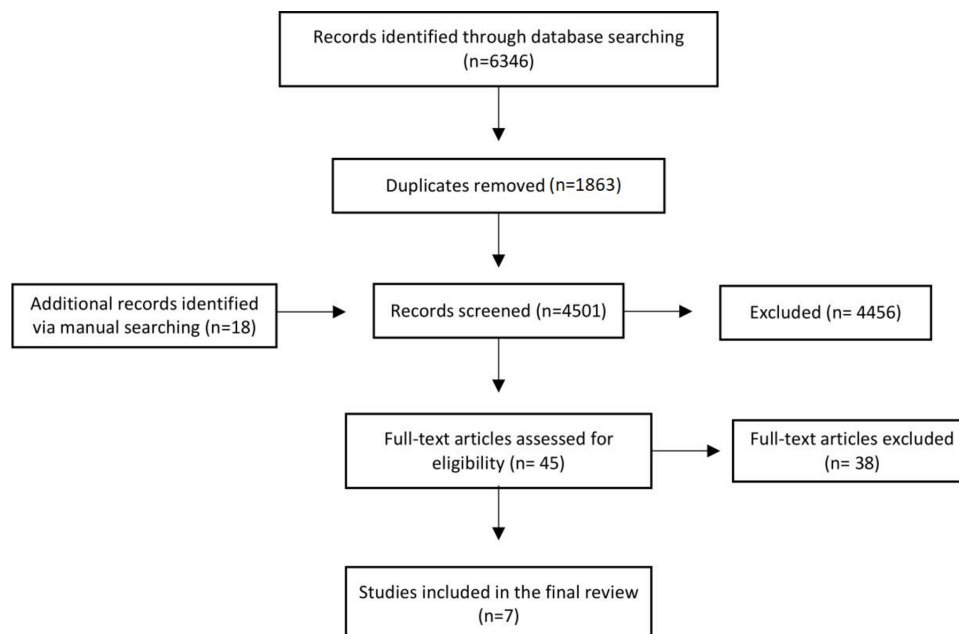 Records identified through database searching
(n=6346)
Duplicates removed (n=1863)
Additional records identified
via manual searching (n=18)
Records screened (n=4501)
Excluded (n= 4456)
Full-text articles assessed for
eligibility (n= 45)
Full-text articles excluded
(n= 38)
Studies included in the final review
(n=7)